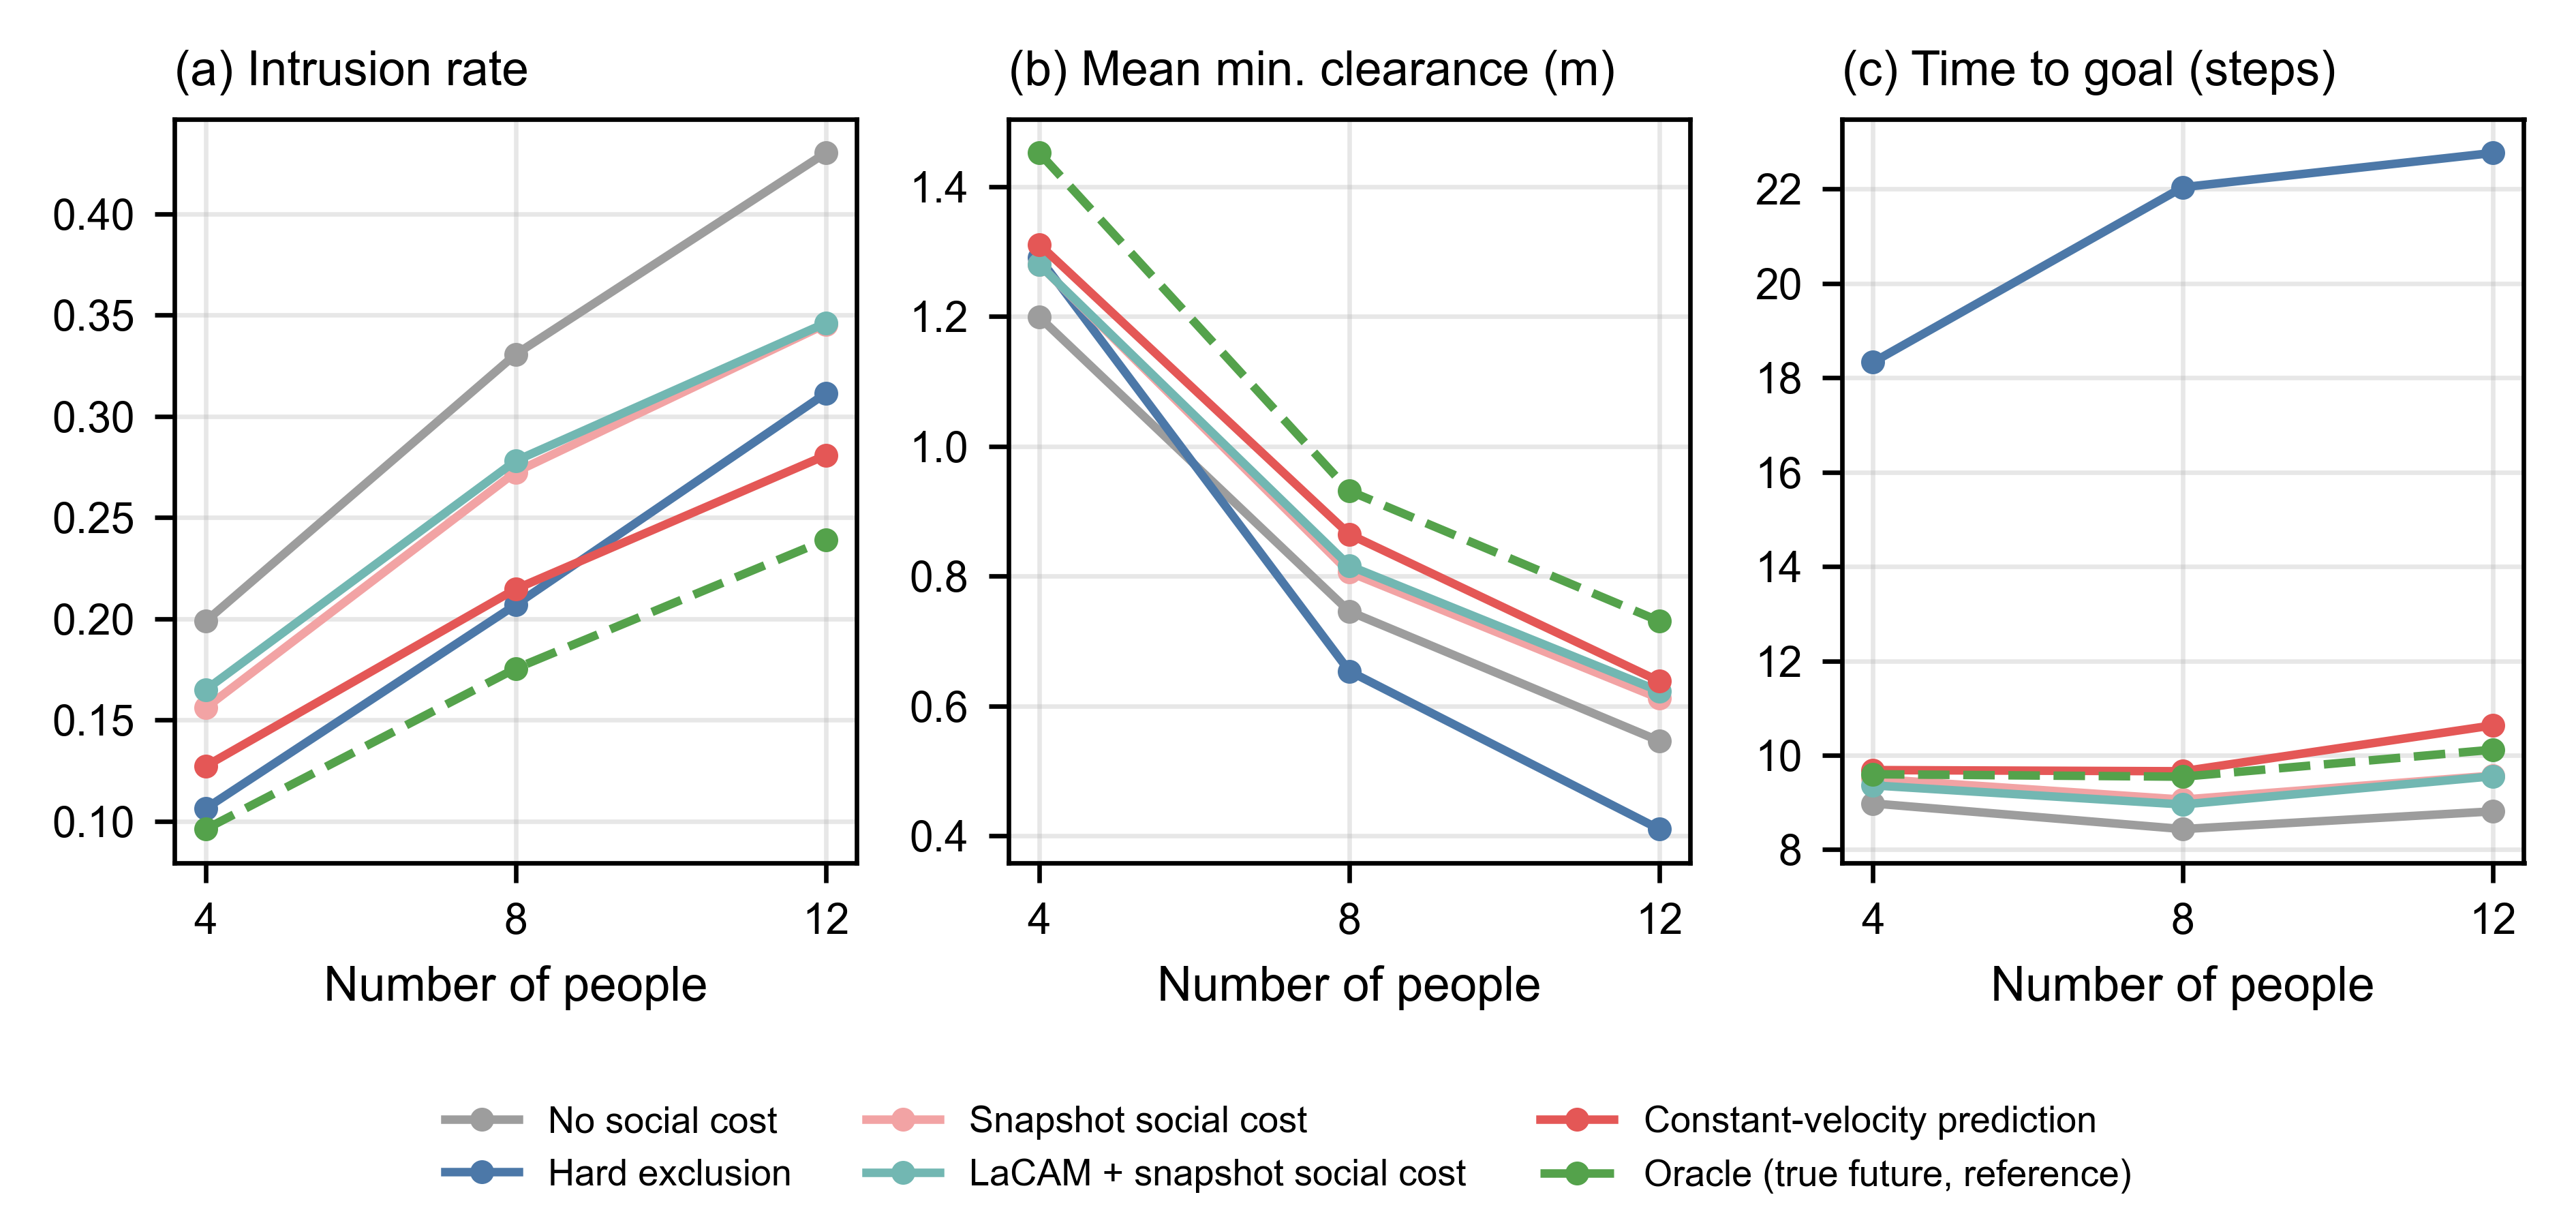 (a) Intrusion rate
0.40
0.35
0.30
0.25
0.20
0.15
0.10
4 8 12
Number of people
(b) Mean min. clearance (m)
1.4
1.2
1.0
0.8
0.6
0.4
4 8 12
Number of people
(c) Time to goal (steps)
22
20
18
16
14
12
10
8
4 8 12
Number of people
No social cost
Hard exclusion
Snapshot social cost
LaCAM + snapshot social cost
Constant-velocity prediction
Oracle (true future, reference)